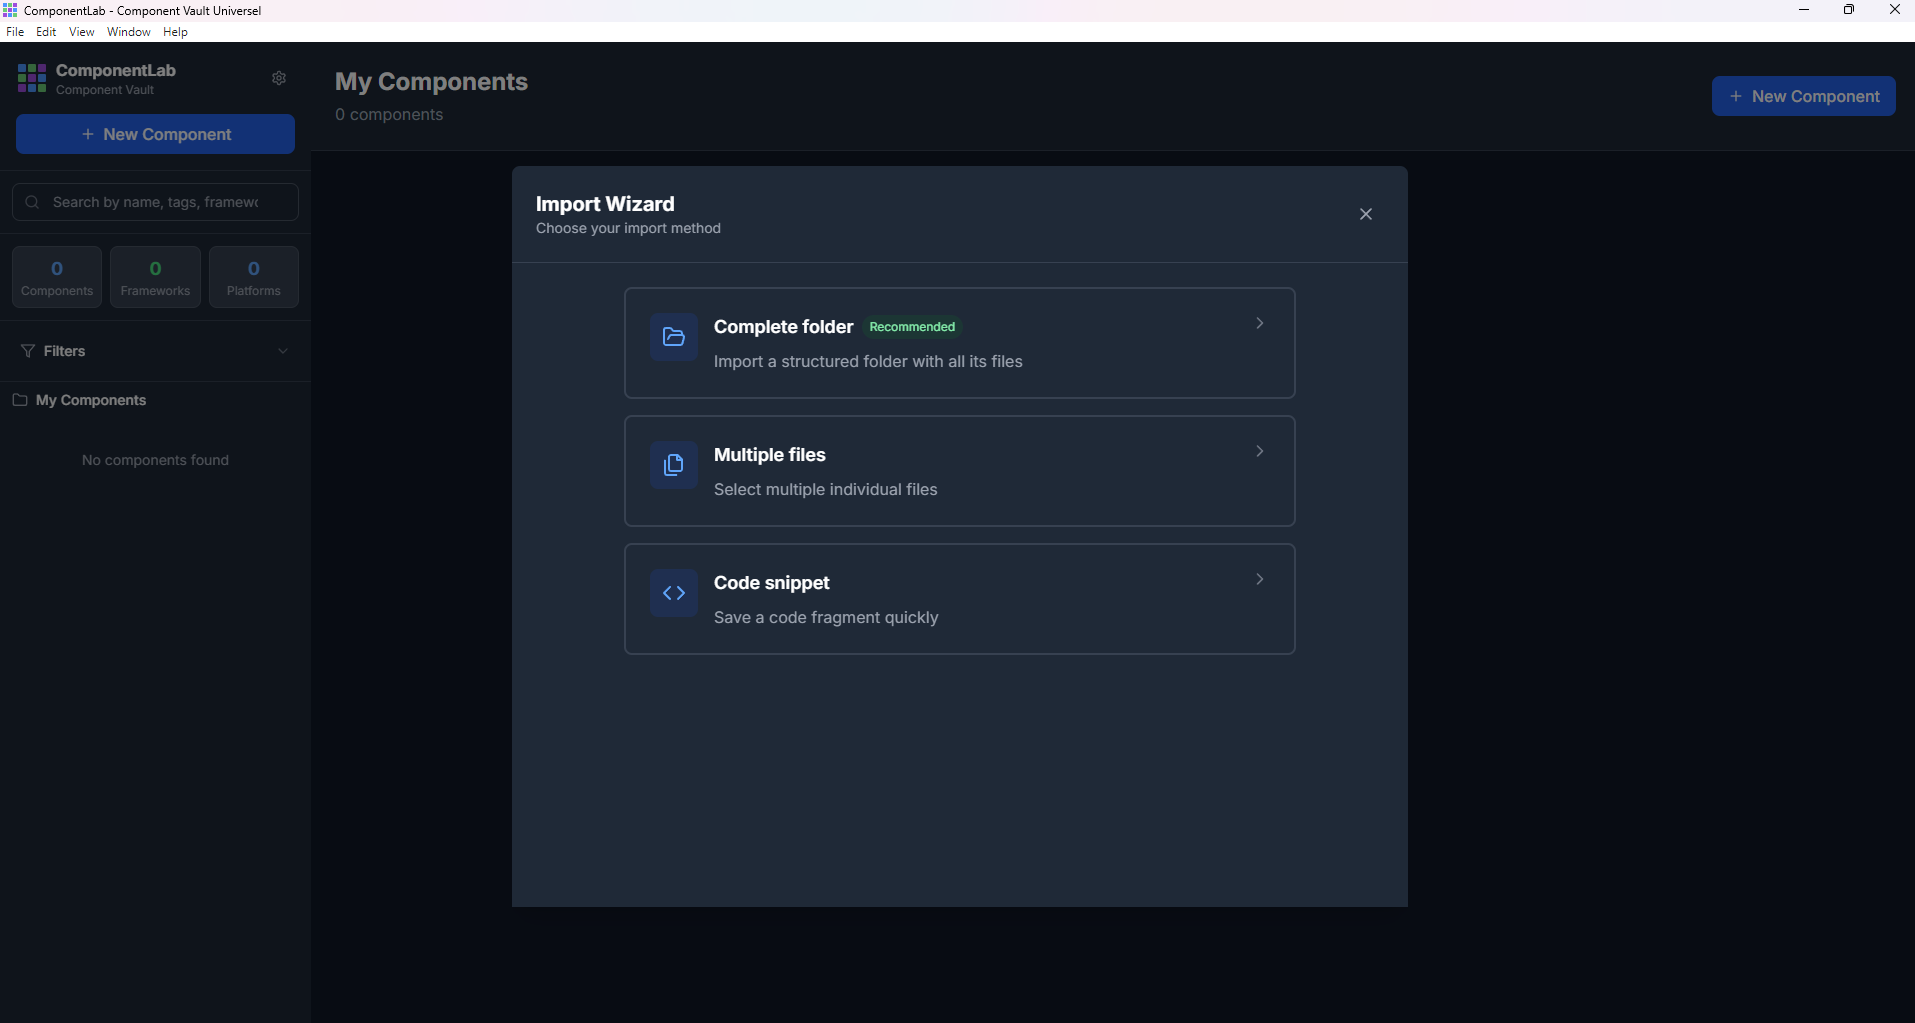 ComponentLab - Component Vault Universel
File Edit View Window Help
ComponentLab
Component Vault
+ New Component
Search by name, tags, framewo
0 Components
0 Frameworks
0 Platforms
Filters
My Components
No components found
My Components
0 components
+ New Component
Import Wizard
Choose your import method
Complete folder Recommended
Import a structured folder with all its files
Multiple files
Select multiple individual files
Code snippet
Save a code fragment quickly